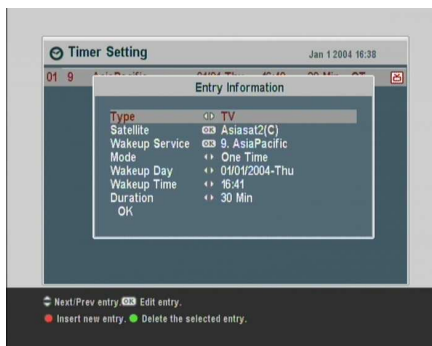 Timer Setting Jan 1 2004 16:38
01 9
Entry Information
Type TV
Satellite OK Asiasat2(C)
Wakeup Service OK 9. AsiaPacific
Mode One Time
Wakeup Day 01/01/2004-Thu
Wakeup Time 16:41
Duration 30 Min
OK
Next/Prev entry. OK Edit entry.
Insert new entry. Delete the selected entry.